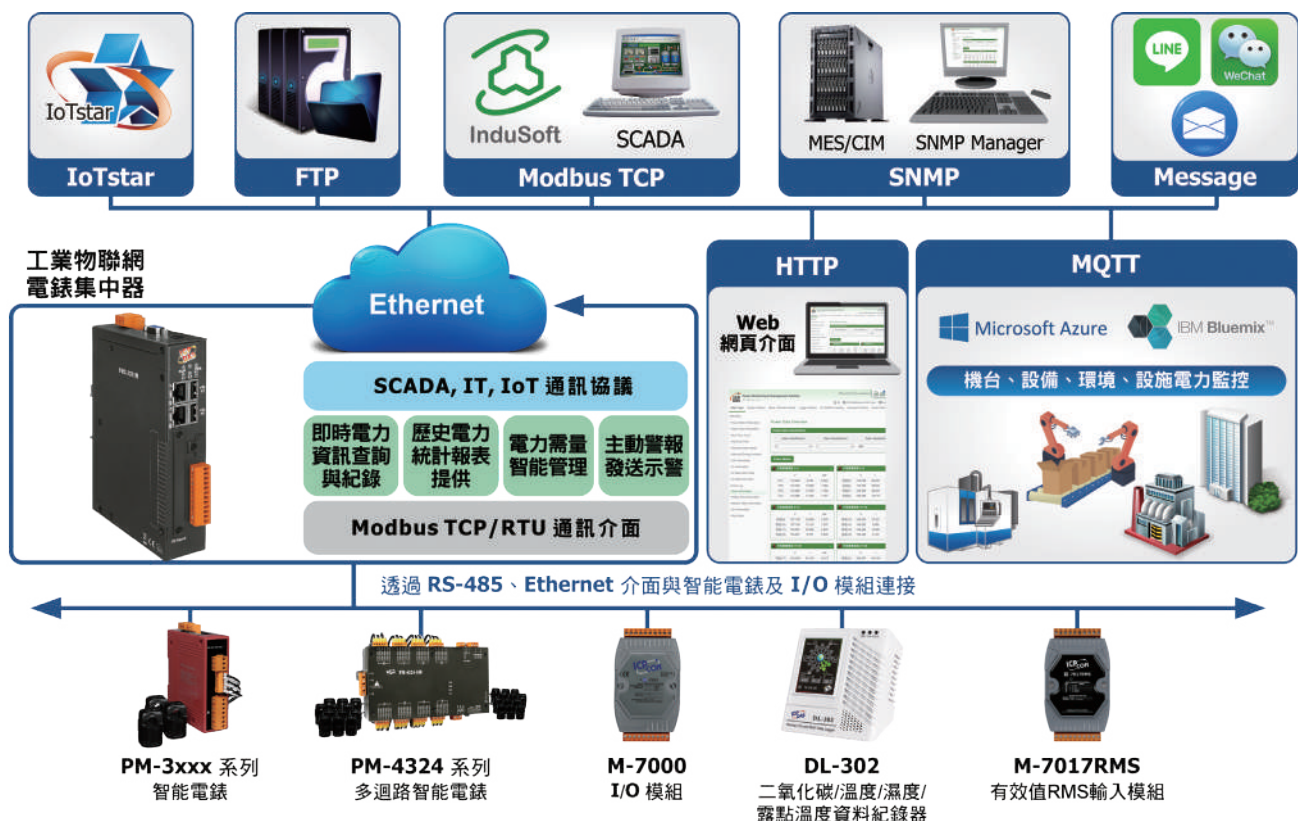 IoTstar
IoTstar
FTP
InduSoft
SCADA
Modbus TCP
MES/CIM
SNMP Manager
SNMP
LINE
WeChat
Message
工業物聯網
電錶集中器
Ethernet
SCADA, IT, IoT 通訊協議
即時電力
資訊查詢
與紀錄
歷史電力
統計報表
提供
電力需量
智能管理
主動警報
發送示警
Modbus TCP/RTU 通訊介面
HTTP
Web
網頁介面
MQTT
Microsoft Azure
IBM Bluemix™
機台、設備、環境、設施電力監控
透過 RS-485、Ethernet 介面與智能電錶及 I/O 模組連接
ICP CON
DL-302
ICP CON
PM-3xxx 系列
智能電錶
PM-4324 系列
多迴路智能電錶
M-7000
I/O 模組
DL-302
二氧化碳/溫度/濕度/
露點溫度資料紀錄器
M-7017RMS
有效值RMS輸入模組